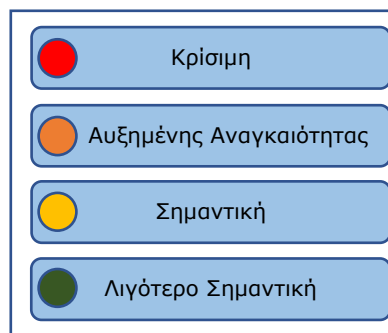 Κρίσιμη
Αυξημένης Αναγκαιότητας
Σημαντική
Λιγότερο Σημαντική